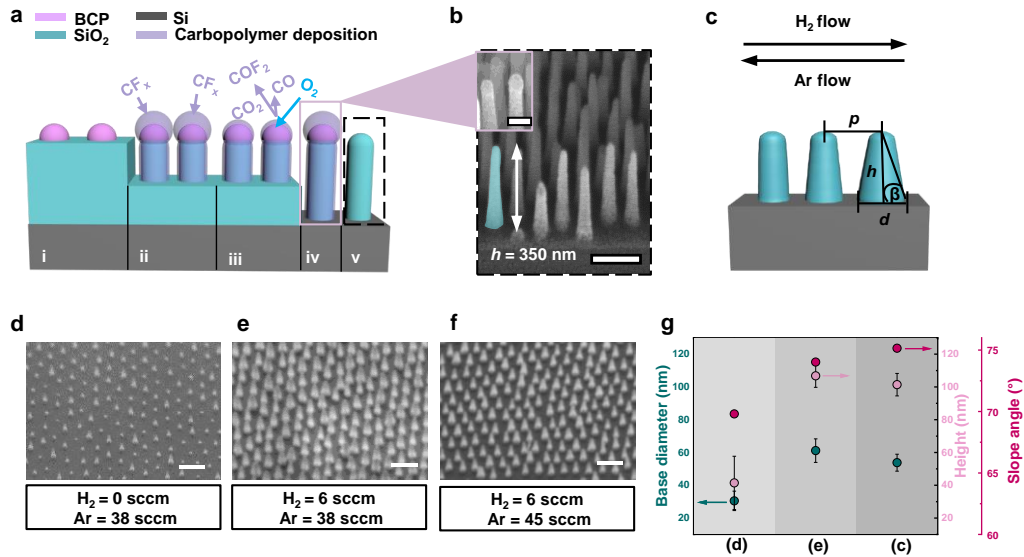 a
BCP
SiO₂
Si
Carbopolymer deposition
CFₓ
CFₓ
COF₂
CO
CO₂
O₂
i
ii
iii
iv
v
b
h = 350 nm
c
H₂ flow
Ar flow
p
h
β
d
d
H₂ = 0 sccm
Ar = 38 sccm
e
H₂ = 6 sccm
Ar = 38 sccm
f
H₂ = 6 sccm
Ar = 45 sccm
g
Base diameter (nm)
120
100
80
60
40
20
(d)
(e)
(c)
120
100
80
60
40
20
Height (nm)
75
70
65
60
Slope angle (°)